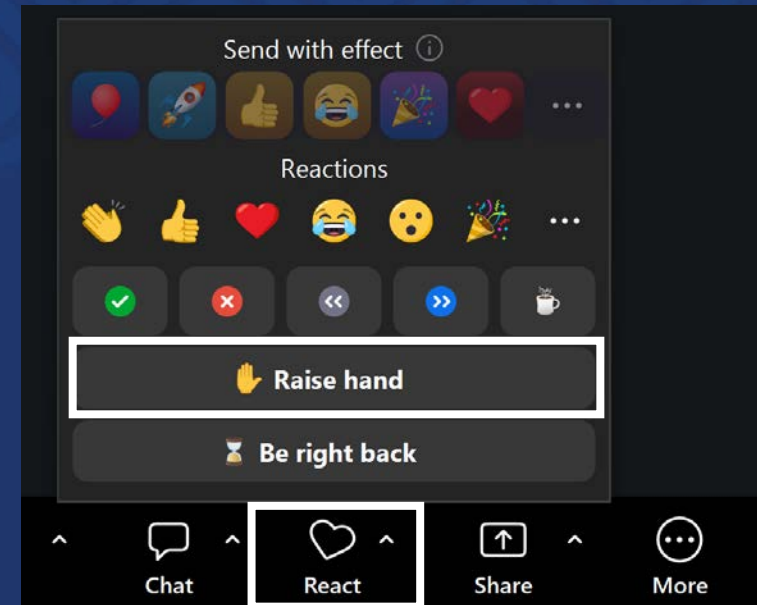 Send with effect
Reactions
Raise hand
Be right back
Chat
React
Share
More